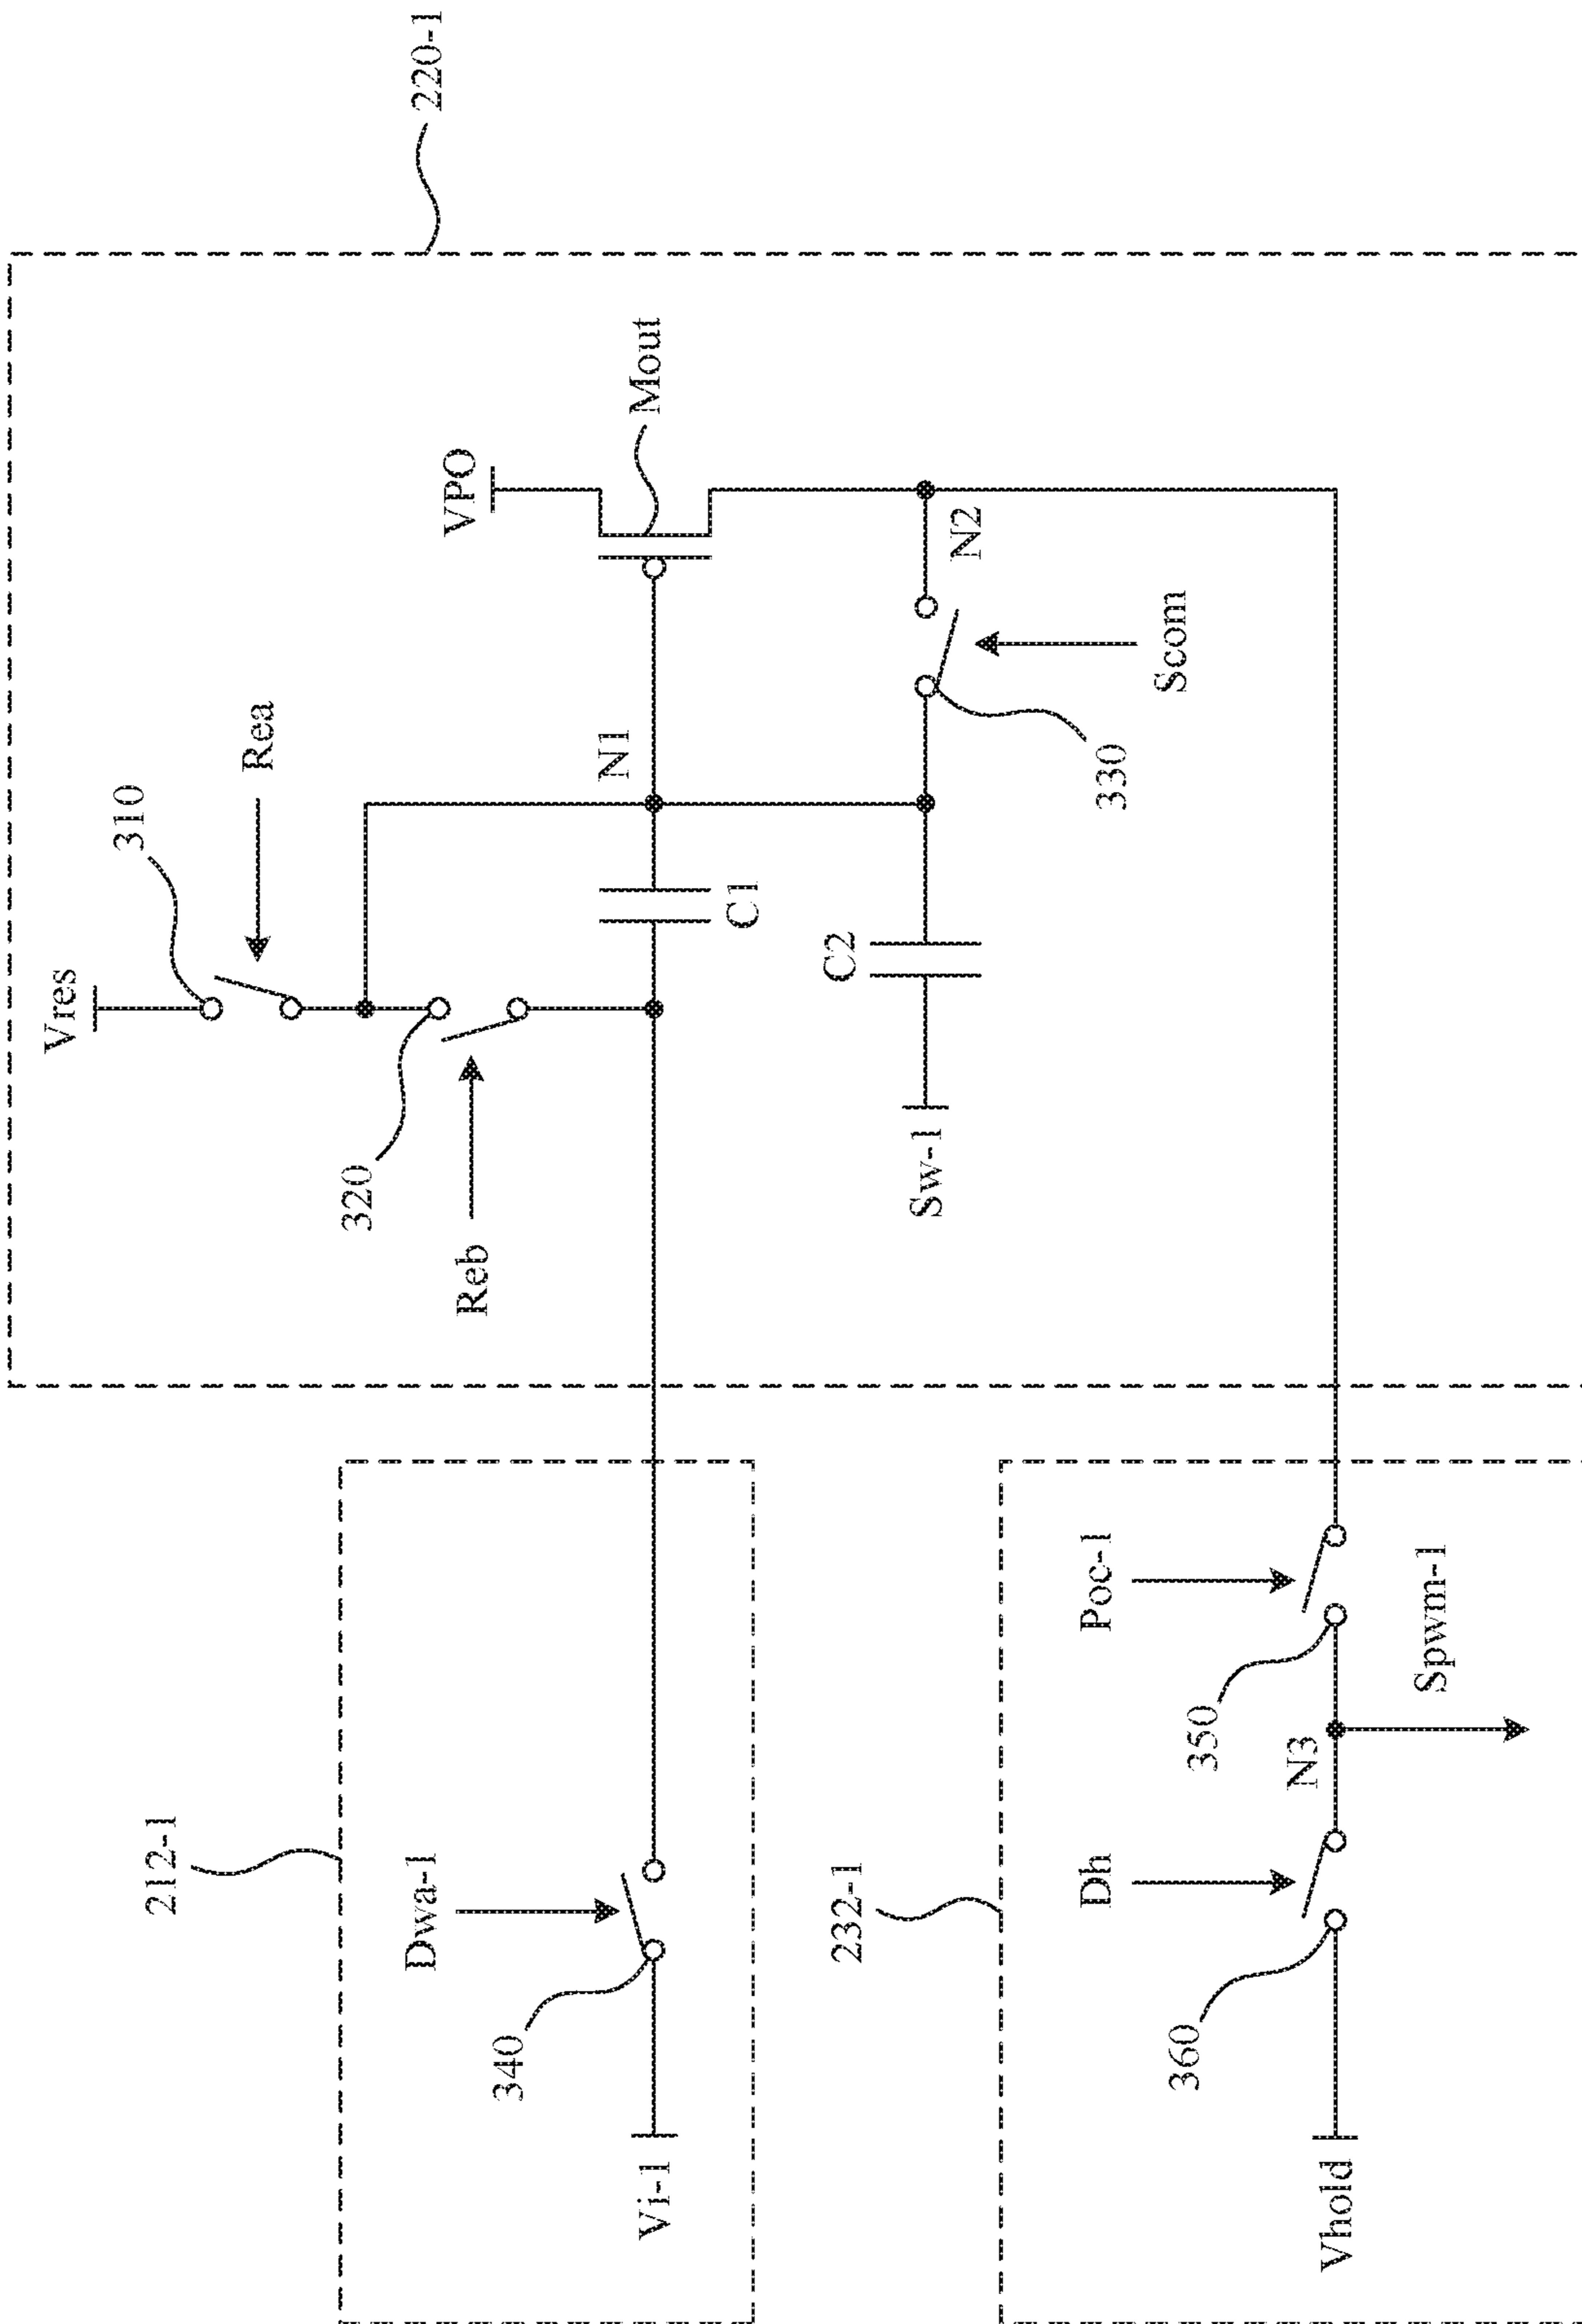 220-1
Vres
310
Rea
320
Reb
N1
C1
C2
Sw-1
VPO
Mout
N2
330
Scom
212-1
Dwa-1
340
Vi-1
232-1
Poc-1
350
Spwm-1
N3
Dh
360
Vhold